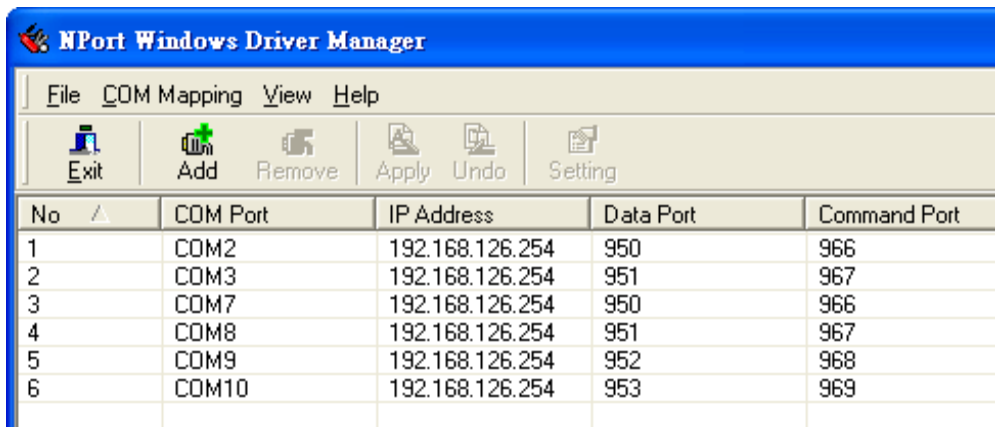 NPort Windows Driver Manager
File COM Mapping View Help
Exit Add Remove Apply Undo Setting
No COM Port IP Address Data Port Command Port
1 COM2 192.168.126.254 950 966
2 COM3 192.168.126.254 951 967
3 COM7 192.168.126.254 950 966
4 COM8 192.168.126.254 951 967
5 COM9 192.168.126.254 952 968
6 COM10 192.168.126.254 953 969